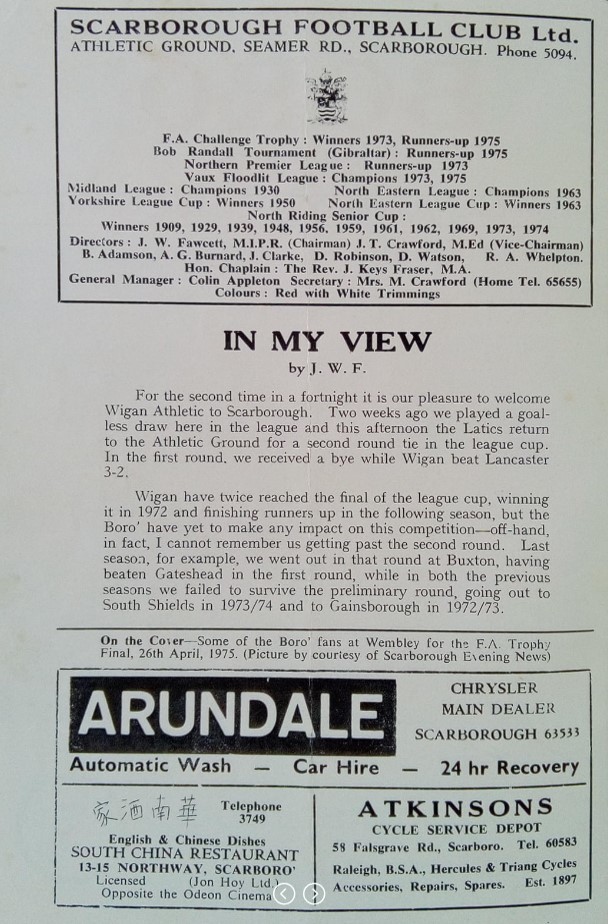 SCARBOROUGH FOOTBALL CLUB Ltd.
ATHLETIC GROUND, SEAMER RD., SCARBOROUGH. Phone 5094.
F.A. Challenge Trophy : Winners 1973, Runners-up 1975
Bob Randall Tournament (Gibraltar) : Runners-up 1975
Northern Premier League : Runners-up 1973
Vaux Floodlit League : Champions 1973, 1975
Midland League : Champions 1930 North Eastern League : Champions 1963
Yorkshire League Cup : Winners 1950 North Eastern League Cup : Winners 1963
North Riding Senior Cup :
Winners 1909, 1929, 1939, 1948, 1956, 1959, 1961, 1962, 1969, 1973, 1974
Directors : J. W. Fawcett, M.I.P.R. (Chairman) J. T. Crawford, M.Ed (Vice-Chairman)
B. Adamson, A. G. Burnard, J. Clarke, D. Robinson, D. Watson, R. A. Whelpton.
Hon. Chaplain : The Rev. J. Keys Fraser, M.A.
General Manager : Colin Appleton Secretary : Mrs. M. Crawford (Home Tel. 65655)
Colours : Red with White Trimmings
IN MY VIEW
by J. W. F.
For the second time in a fortnight it is our pleasure to welcome
Wigan Athletic to Scarborough. Two weeks ago we played a goal-
less draw here in the league and this afternoon the Latics return
to the Athletic Ground for a second round tie in the league cup.
In the first round, we received a bye while Wigan beat Lancaster
3-2.
Wigan have twice reached the final of the league cup, winning
it in 1972 and finishing runners up in the following season, but the
Boro' have yet to make any impact on this competition—off-hand,
in fact, I cannot remember us getting past the second round. Last
season, for example, we went out in that round at Buxton, having
beaten Gateshead in the first round, while in both the previous
seasons we failed to survive the preliminary round, going out to
South Shields in 1973/74 and to Gainsborough in 1972/73.
On the Cover—Some of the Boro' fans at Wembley for the F.A. Trophy
Final, 26th April, 1975. (Picture by courtesy of Scarborough Evening News)
ARUNDALE
CHRYSLER
MAIN DEALER
SCARBOROUGH 63533
Automatic Wash — Car Hire — 24 hr Recovery
家酒南華
Telephone
3749
English & Chinese Dishes
SOUTH CHINA RESTAURANT
13-15 NORTHWAY, SCARBORO'
Licensed (Jon Hoy Ltd.)
Opposite the Odeon Cinema
ATKINSONS
CYCLE SERVICE DEPOT
58 Falsgrave Rd., Scarboro. Tel. 60583
Raleigh, B.S.A., Hercules & Triang Cycles
Accessories, Repairs, Spares. Est. 1897